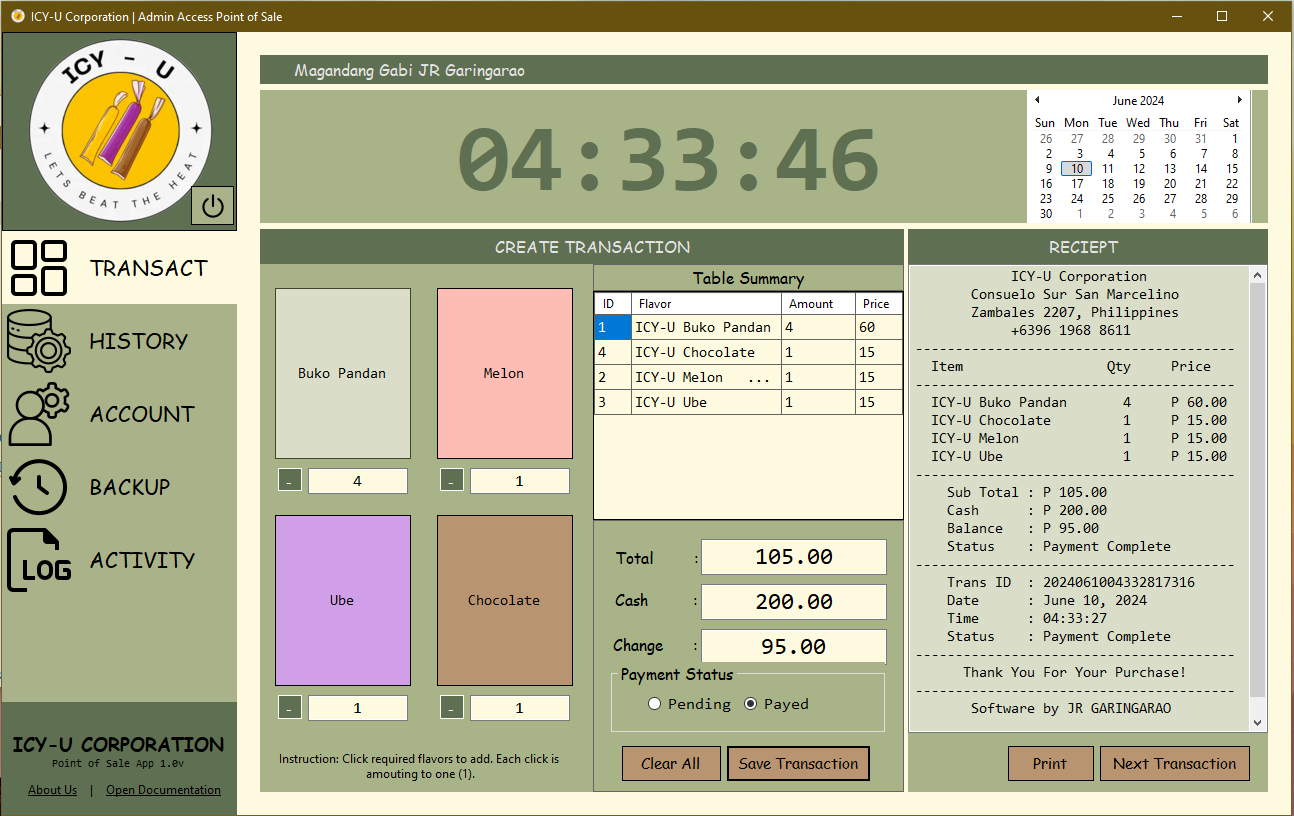 ICY-U Corporation | Admin Access Point of Sale
ICY - U
LETS BEAT THE HEAT
TRANSACT
HISTORY
ACCOUNT
BACKUP
LOG
ACTIVITY
ICY-U CORPORATION
Point of Sale App 1.0v
About Us | Open Documentation
Magandang Gabi JR Garingarao
04:33:46
June 2024
Sun Mon Tue Wed Thu Fri Sat
26 27 28 29 30 31 1
2 3 4 5 6 7 8
9 10 11 12 13 14 15
16 17 18 19 20 21 22
23 24 25 26 27 28 29
30 1 2 3 4 5 6
CREATE TRANSACTION
Buko Pandan
Melon
- 4
- 1
Ube
Chocolate
- 1
- 1
Instruction: Click required flavors to add. Each click is
amouting to one (1).
Table Summary
ID Flavor Amount Price
1 ICY-U Buko Pandan 4 60
4 ICY-U Chocolate 1 15
2 ICY-U Melon ... 1 15
3 ICY-U Ube 1 15
Total : 105.00
Cash : 200.00
Change : 95.00
Payment Status
Pending Payed
Clear All
Save Transaction
RECIEPT
ICY-U Corporation
Consuelo Sur San Marcelino
Zambales 2207, Philippines
+6396 1968 8611
----------------------------------------
Item Qty Price
----------------------------------------
ICY-U Buko Pandan 4 P 60.00
ICY-U Chocolate 1 P 15.00
ICY-U Melon 1 P 15.00
ICY-U Ube 1 P 15.00
----------------------------------------
Sub Total : P 105.00
Cash : P 200.00
Balance : P 95.00
Status : Payment Complete
----------------------------------------
Trans ID : 2024061004332817316
Date : June 10, 2024
Time : 04:33:27
Status : Payment Complete
----------------------------------------
Thank You For Your Purchase!
----------------------------------------
Software by JR GARINGARAO
Print
Next Transaction